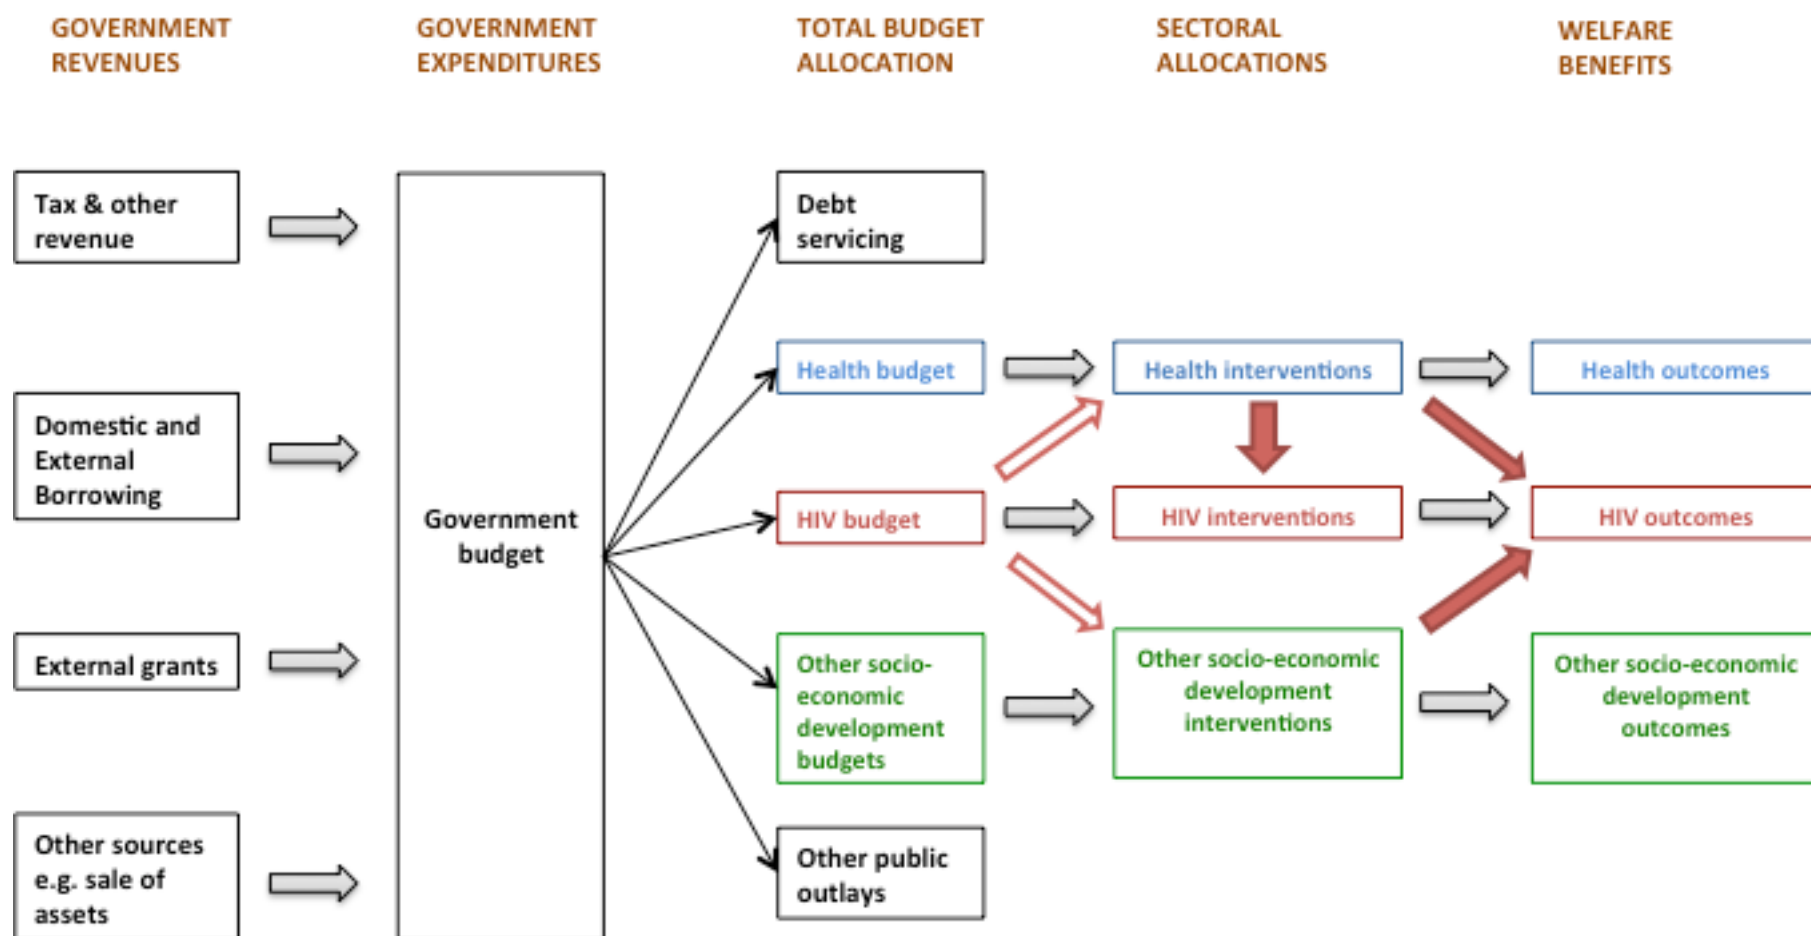 GOVERNMENT
REVENUES
GOVERNMENT
EXPENDITURES
TOTAL BUDGET
ALLOCATION
SECTORAL
ALLOCATIONS
WELFARE
BENEFITS
Tax & other
revenue
Domestic and
External
Borrowing
External grants
Other sources
e.g. sale of
assets
Government
budget
Debt
servicing
Health budget
HIV budget
Other socio-
economic
development
budgets
Other public
outlays
Health interventions
HIV interventions
Other socio-economic
development
interventions
Health outcomes
HIV outcomes
Other socio-economic
development
outcomes